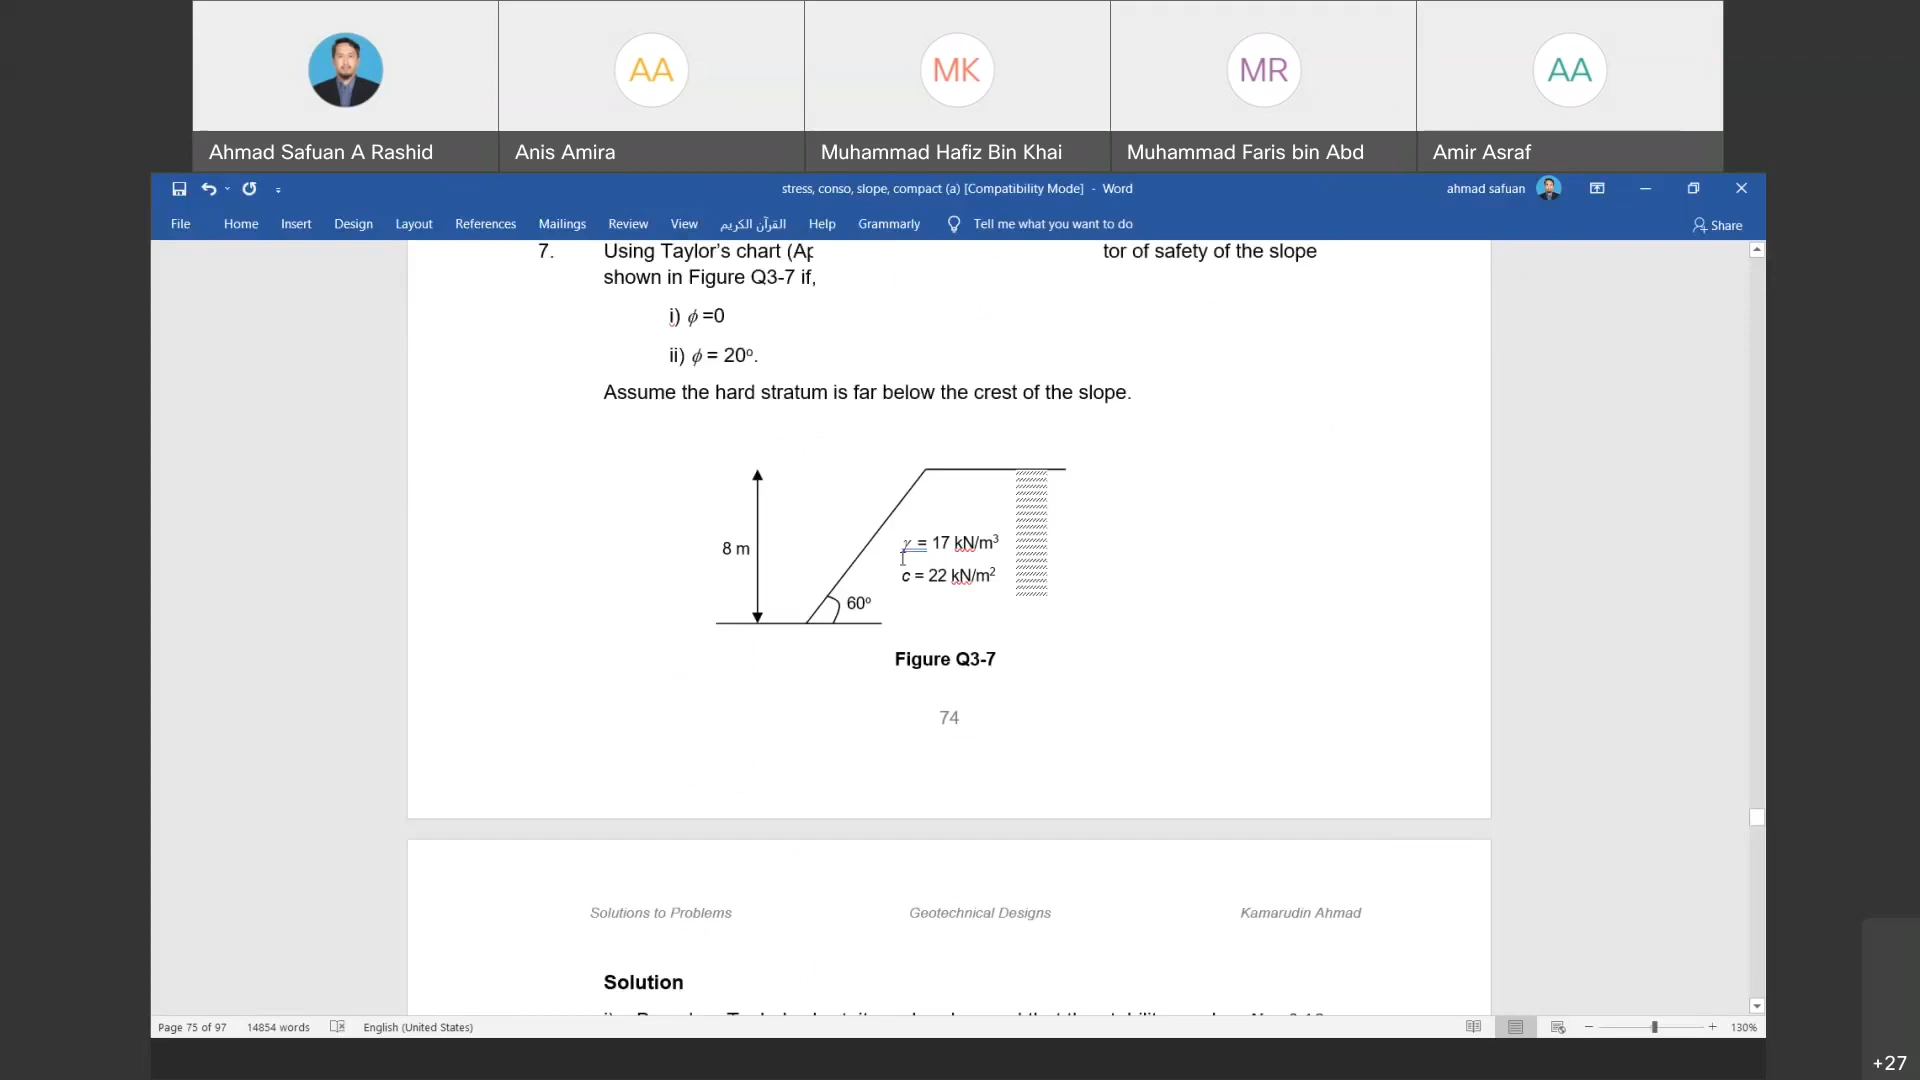 AA
MK
MR
AA
Ahmad Safuan A Rashid
Anis Amira
Muhammad Hafiz Bin Khai
Muhammad Faris bin Abd
Amir Asraf
stress, conso, slope, compact (a) [Compatibility Mode] - Word
ahmad safuan
File
Home
Insert
Design
Layout
References
Mailings
Review
View
القرآن الكريم
Help
Grammarly
Tell me what you want to do
Share
7. Using Taylor's chart (Ap tor of safety of the slope
shown in Figure Q3-7 if,
i) ϕ =0
ii) ϕ = 20º.
Assume the hard stratum is far below the crest of the slope.
8 m
γ = 17 kN/m³
c = 22 kN/m²
60º
Figure Q3-7
74
Solutions to Problems
Geotechnical Designs
Kamarudin Ahmad
Solution
Page 75 of 97
14854 words
English (United States)
130%
+27